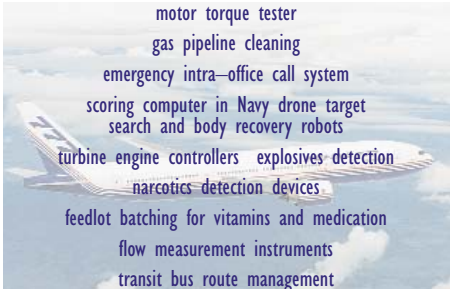 motor torque tester
gas pipeline cleaning
emergency intra–office call system
scoring computer in Navy drone target
search and body recovery robots
turbine engine controllers explosives detection
narcotics detection devices
feedlot batching for vitamins and medication
flow measurement instruments
transit bus route management
777